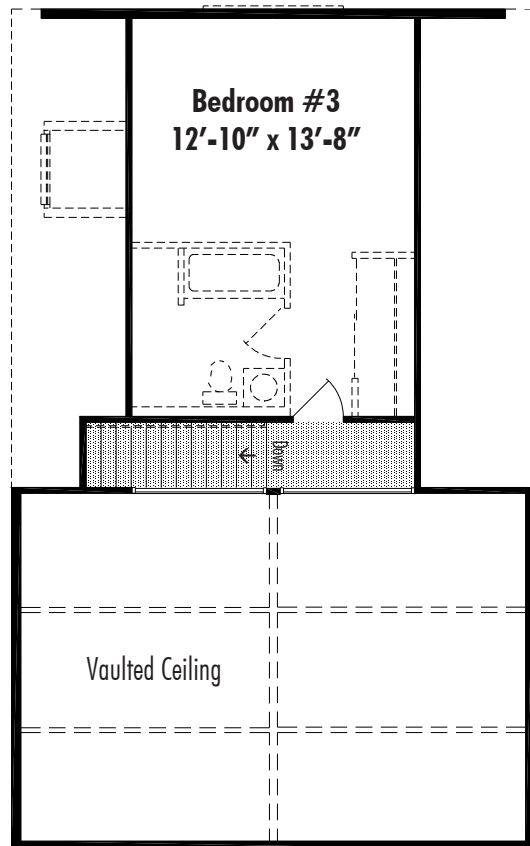 Bedroom #3
12’-10” x 13’-8”
Down
Vaulted Ceiling